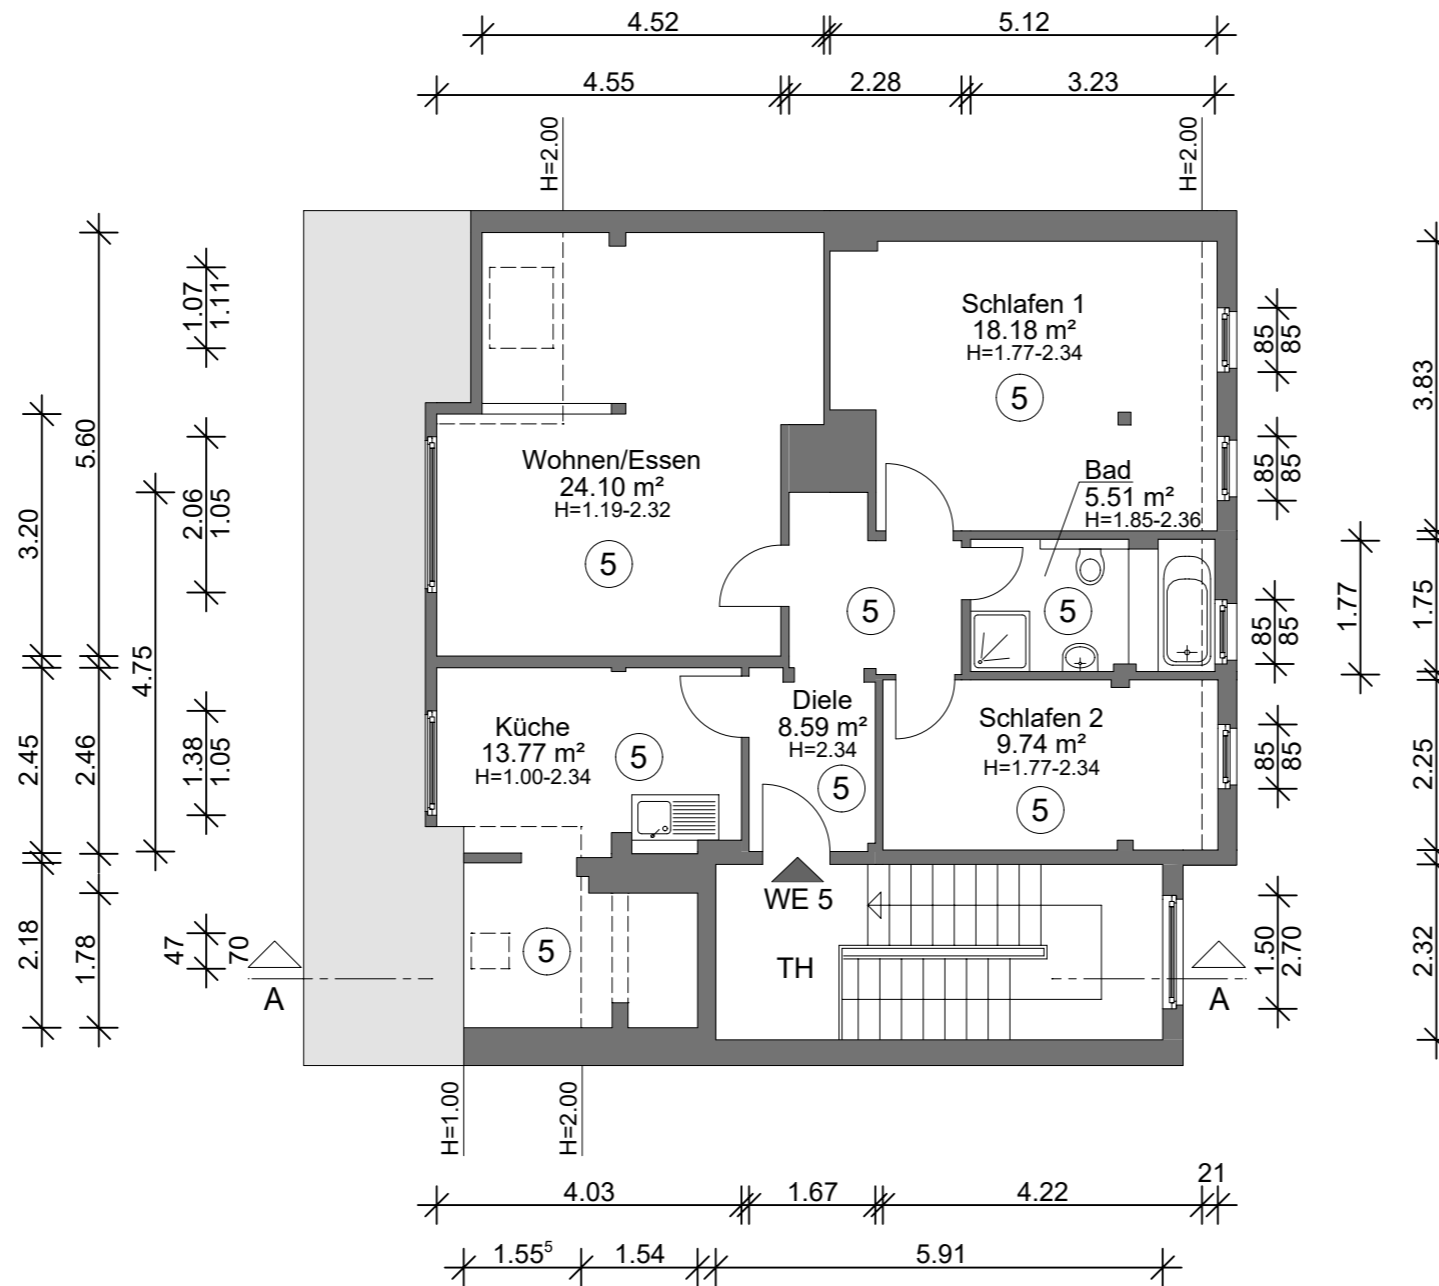 4.52
5.12
4.55
2.28
3.23
H=2.00
H=2.00
1.07
1.11
5.60
3.20
2.06
1.05
4.75
2.45
2.46
1.38
1.05
2.18
1.78
47
70
Schlafen 1
18.18 m²
H=1.77-2.34
5
Wohnen/Essen
24.10 m²
H=1.19-2.32
5
Bad
5.51 m²
H=1.85-2.36
5
5
Küche
13.77 m²
H=1.00-2.34
5
Diele
8.59 m²
H=2.34
5
Schlafen 2
9.74 m²
H=1.77-2.34
5
WE 5
TH
5
A
A
85
85
85
85
85
85
85
85
1.50
2.70
3.83
1.77
1.75
2.25
2.32
H=1.00
H=2.00
4.03
1.67
4.22
21
1.55⁵
1.54
5.91